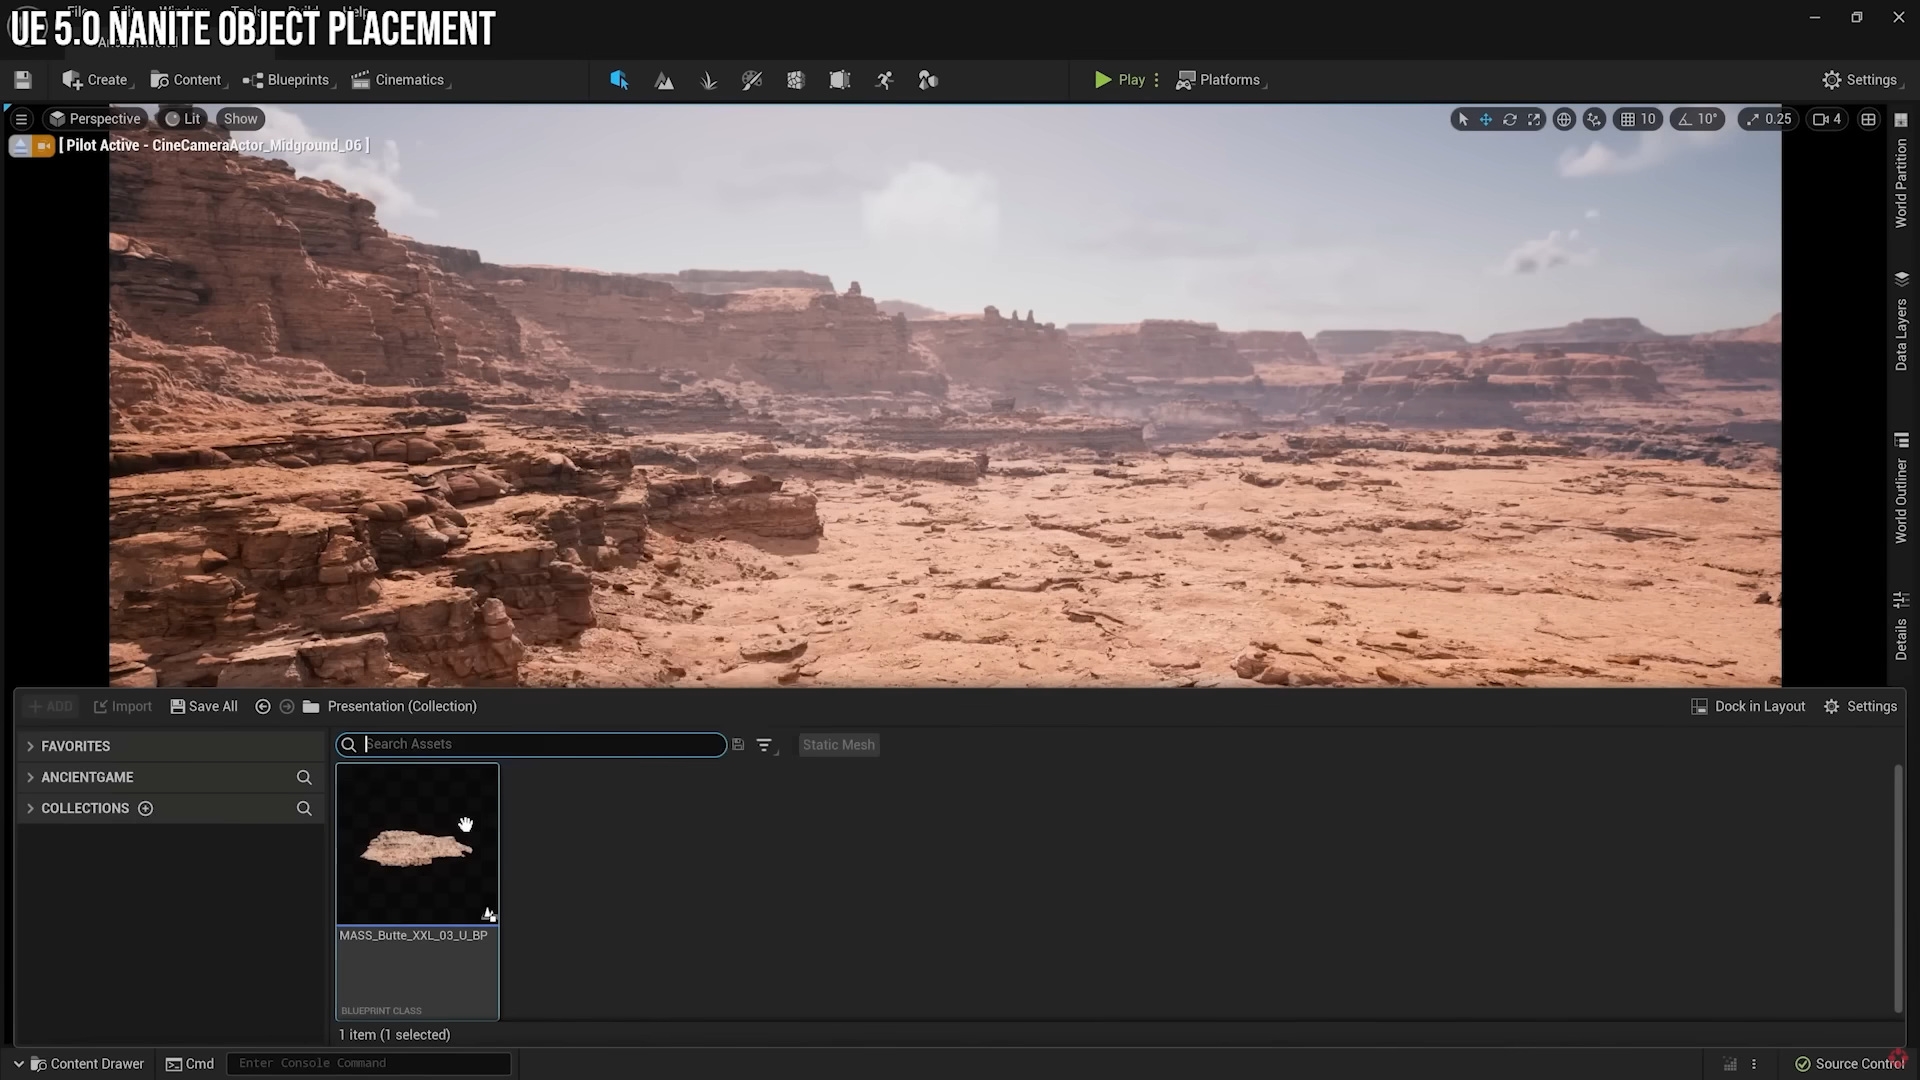 UE 5.0 NANITE OBJECT PLACEMENT
Create
Content
Blueprints
Cinematics
Play
Platforms
Settings
Perspective
Lit
Show
10
10°
0.25
4
[ Pilot Active - CineCameraActor_Midground_06 ]
World Partition
Data Layers
World Outliner
Details
ADD
Import
Save All
Presentation (Collection)
Dock in Layout
Settings
FAVORITES
Search Assets
Static Mesh
ANCIENTGAME
COLLECTIONS
MASS_Butte_XXL_03_U_BP
BLUEPRINT CLASS
1 item (1 selected)
Content Drawer
Cmd
Enter Console Command
Source Control